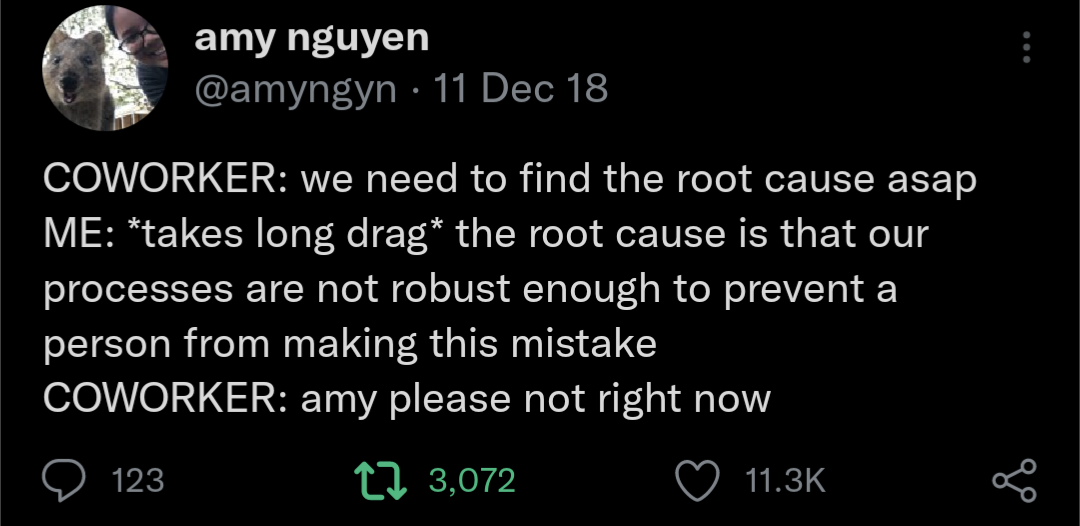 amy nguyen
@amyngyn · 11 Dec 18
COWORKER: we need to find the root cause asap
ME: *takes long drag* the root cause is that our
processes are not robust enough to prevent a
person from making this mistake
COWORKER: amy please not right now
123 3,072 11.3K